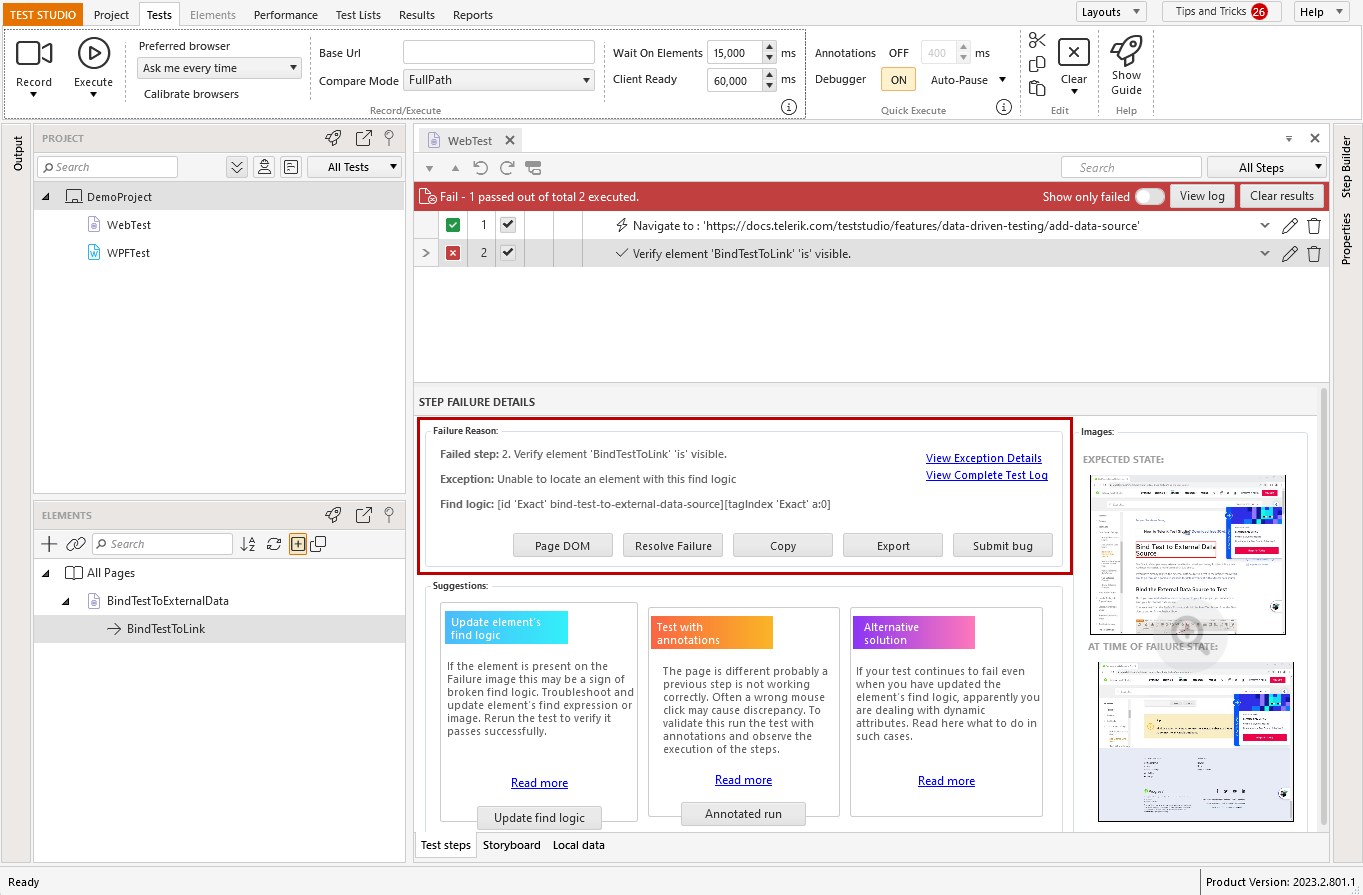 TEST STUDIO Project Tests Elements Performance Test Lists Results Reports Layouts Tips and Tricks 26 Help
Record
Execute
Preferred browser
Ask me every time
Calibrate browsers
Base Url
Compare Mode FullPath
Record/Execute
Wait On Elements 15,000 ms
Client Ready 60,000 ms
Annotations OFF 400 ms
Debugger ON Auto-Pause
Quick Execute
Clear
Edit
Show
Guide
Help
Output
PROJECT
Search All Tests
DemoProject
WebTest
WPFTest
ELEMENTS
Search
All Pages
BindTestToExternalData
BindTestToLink
WebTest
Search All Steps
Fail - 1 passed out of total 2 executed. Show only failed View log Clear results
1 Navigate to : 'https://docs.telerik.com/teststudio/features/data-driven-testing/add-data-source'
2 Verify element 'BindTestToLink' 'is' visible.
STEP FAILURE DETAILS
Failure Reason:
Failed step: 2. Verify element 'BindTestToLink' 'is' visible.
View Exception Details
View Complete Test Log
Exception: Unable to locate an element with this find logic
Find logic: [id 'Exact' bind-test-to-external-data-source][tagIndex 'Exact' a:0]
Page DOM Resolve Failure Copy Export Submit bug
Suggestions:
Update element's
find logic
If the element is present on the
Failure image this may be a sign of
broken find logic. Troubleshoot and
update element's find expression or
image. Rerun the test to verify it
passes successfully.
Read more
Update find logic
Test with
annotations
The page is different probably a
previous step is not working
correctly. Often a wrong mouse
click may cause discrepancy. To
validate this run the test with
annotations and observe the
execution of the steps.
Read more
Annotated run
Alternative
solution
If your test continues to fail even
when you have updated the
element's find logic, apparently you
are dealing with dynamic
attributes. Read here what to do in
such cases.
Read more
Images:
EXPECTED STATE:
Bind Test to External Data
Source
Bind the External Data Source to Test
AT TIME OF FAILURE STATE:
Test steps Storyboard Local data
Step Builder
Properties
Ready
Product Version: 2023.2.801.1